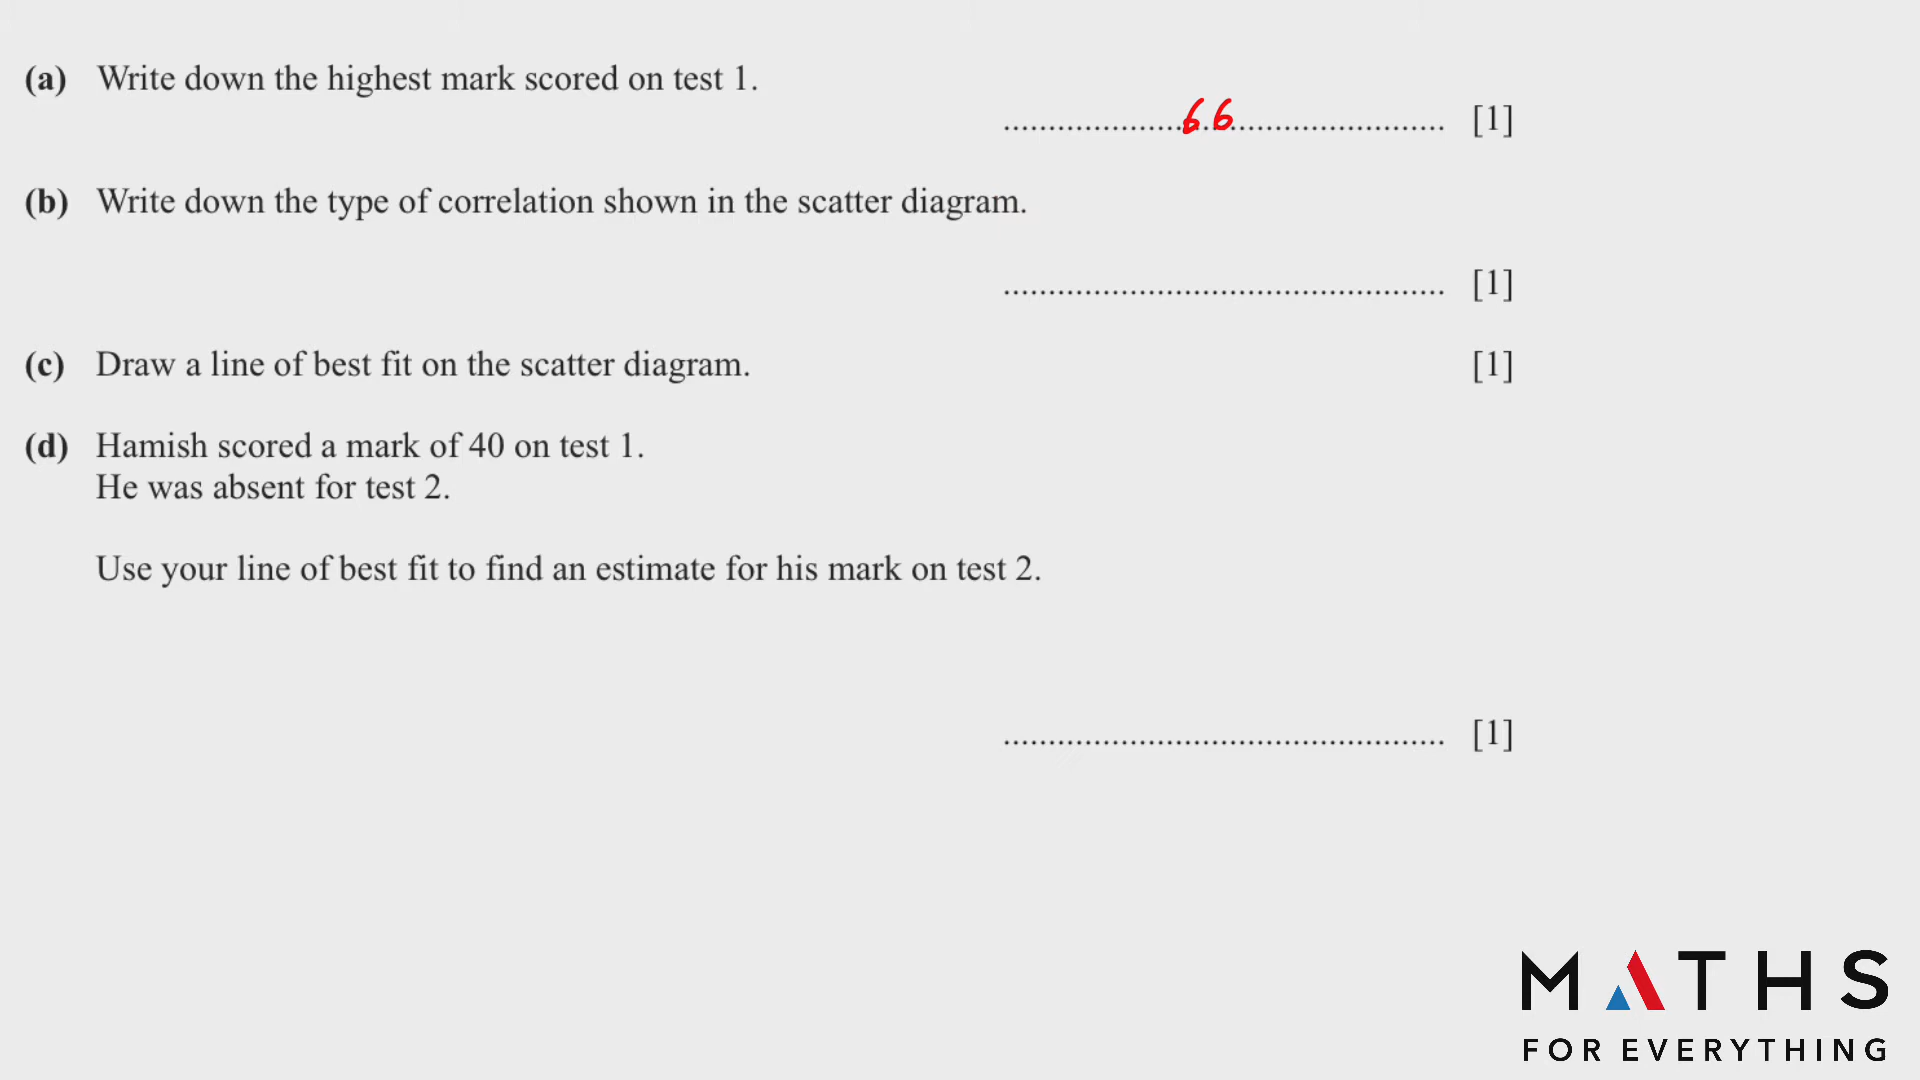 (a) Write down the highest mark scored on test 1.
.................... 66 .................... [1]
(b) Write down the type of correlation shown in the scatter diagram.
................................................ [1]
(c) Draw a line of best fit on the scatter diagram. [1]
(d) Hamish scored a mark of 40 on test 1.
He was absent for test 2.
Use your line of best fit to find an estimate for his mark on test 2.
................................................ [1]
MATHS
FOR EVERYTHING